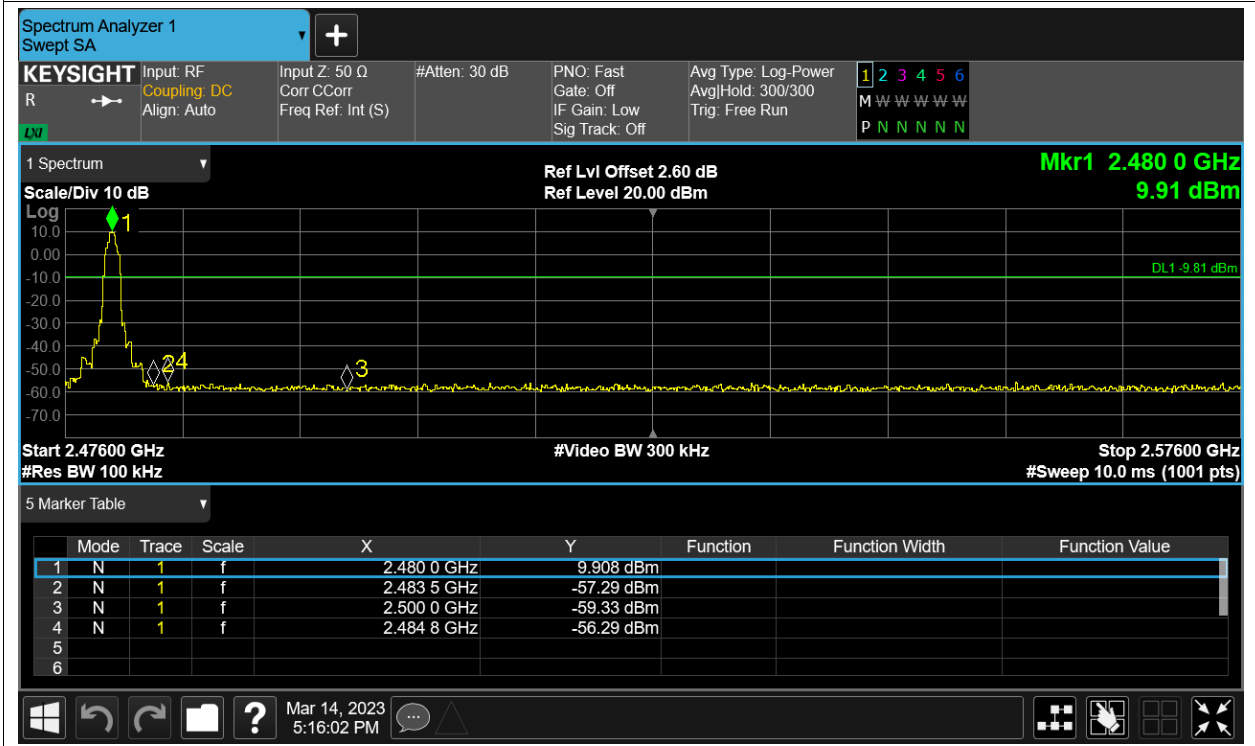 Spectrum Analyzer 1
Swept SA
+
KEYSIGHT
R
LXI
Input: RF
Coupling: DC
Align: Auto
Input Z: 50 Ω
Corr CCorr
Freq Ref: Int (S)
#Atten: 30 dB
PNO: Fast
Gate: Off
IF Gain: Low
Sig Track: Off
Avg Type: Log-Power
Avg|Hold: 300/300
Trig: Free Run
1 2 3 4 5 6
M W W W W W
P N N N N N
1 Spectrum
Scale/Div 10 dB
Ref Lvl Offset 2.60 dB
Ref Level 20.00 dBm
Mkr1 2.480 0 GHz
9.91 dBm
Log
10.0
0.00
-10.0
-20.0
-30.0
-40.0
-50.0
-60.0
-70.0
1
DL1 -9.81 dBm
24
3
Start 2.47600 GHz
#Video BW 300 kHz
Stop 2.57600 GHz
#Res BW 100 kHz
#Sweep 10.0 ms (1001 pts)
5 Marker Table
Mode Trace Scale X Y Function Function Width Function Value
1 N 1 f 2.480 0 GHz 9.908 dBm
2 N 1 f 2.483 5 GHz -57.29 dBm
3 N 1 f 2.500 0 GHz -59.33 dBm
4 N 1 f 2.484 8 GHz -56.29 dBm
5
6
?
Mar 14, 2023
5:16:02 PM